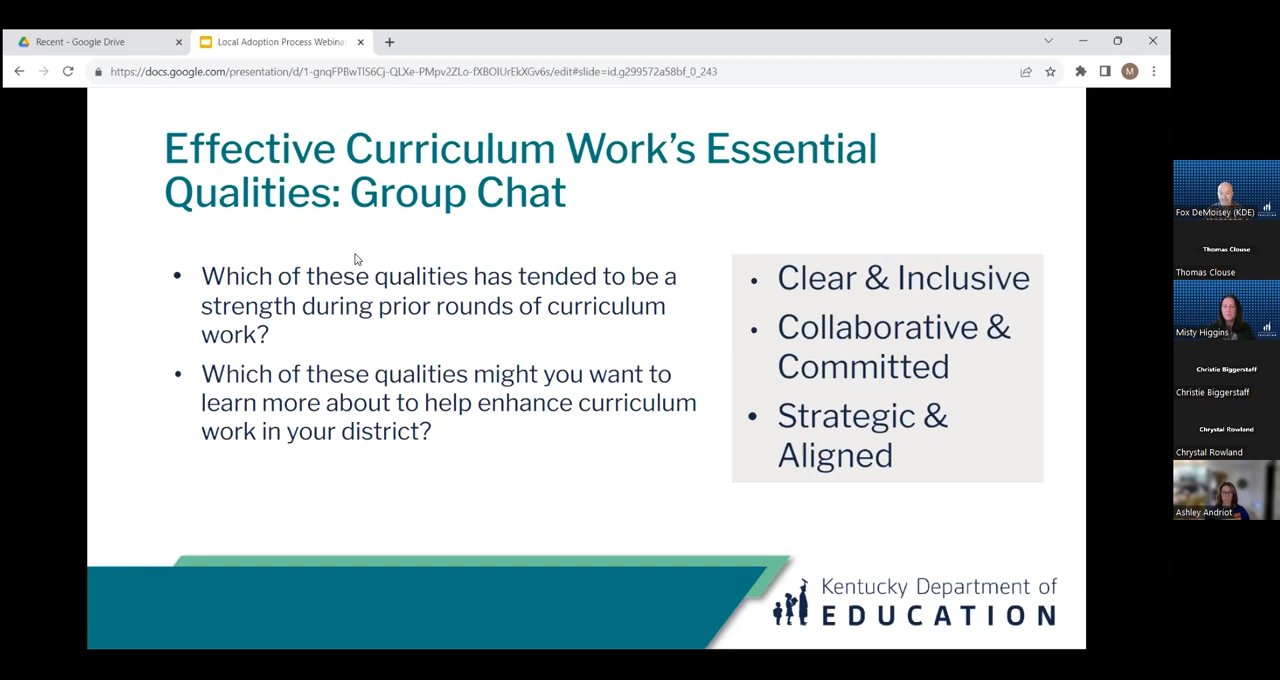 Recent - Google Drive
Local Adoption Process Webina
https://docs.google.com/presentation/d/1-gnqFPBwTlS6Cj-QLXe-PMpv2ZLo-fXBOIUrEkXGv6s/edit#slide=id.g299572a58bf_0_243
M
Effective Curriculum Work's Essential
Qualities: Group Chat
• Which of these qualities has tended to be a
strength during prior rounds of curriculum
work?
• Which of these qualities might you want to
learn more about to help enhance curriculum
work in your district?
• Clear & Inclusive
• Collaborative &
Committed
• Strategic &
Aligned
Kentucky Department of
EDUCATION
Fox DeMoisey (KDE)
Thomas Clouse
Thomas Clouse
Misty Higgins
Christie Biggerstaff
Christie Biggerstaff
Chrystal Rowland
Chrystal Rowland
Ashley Andriot